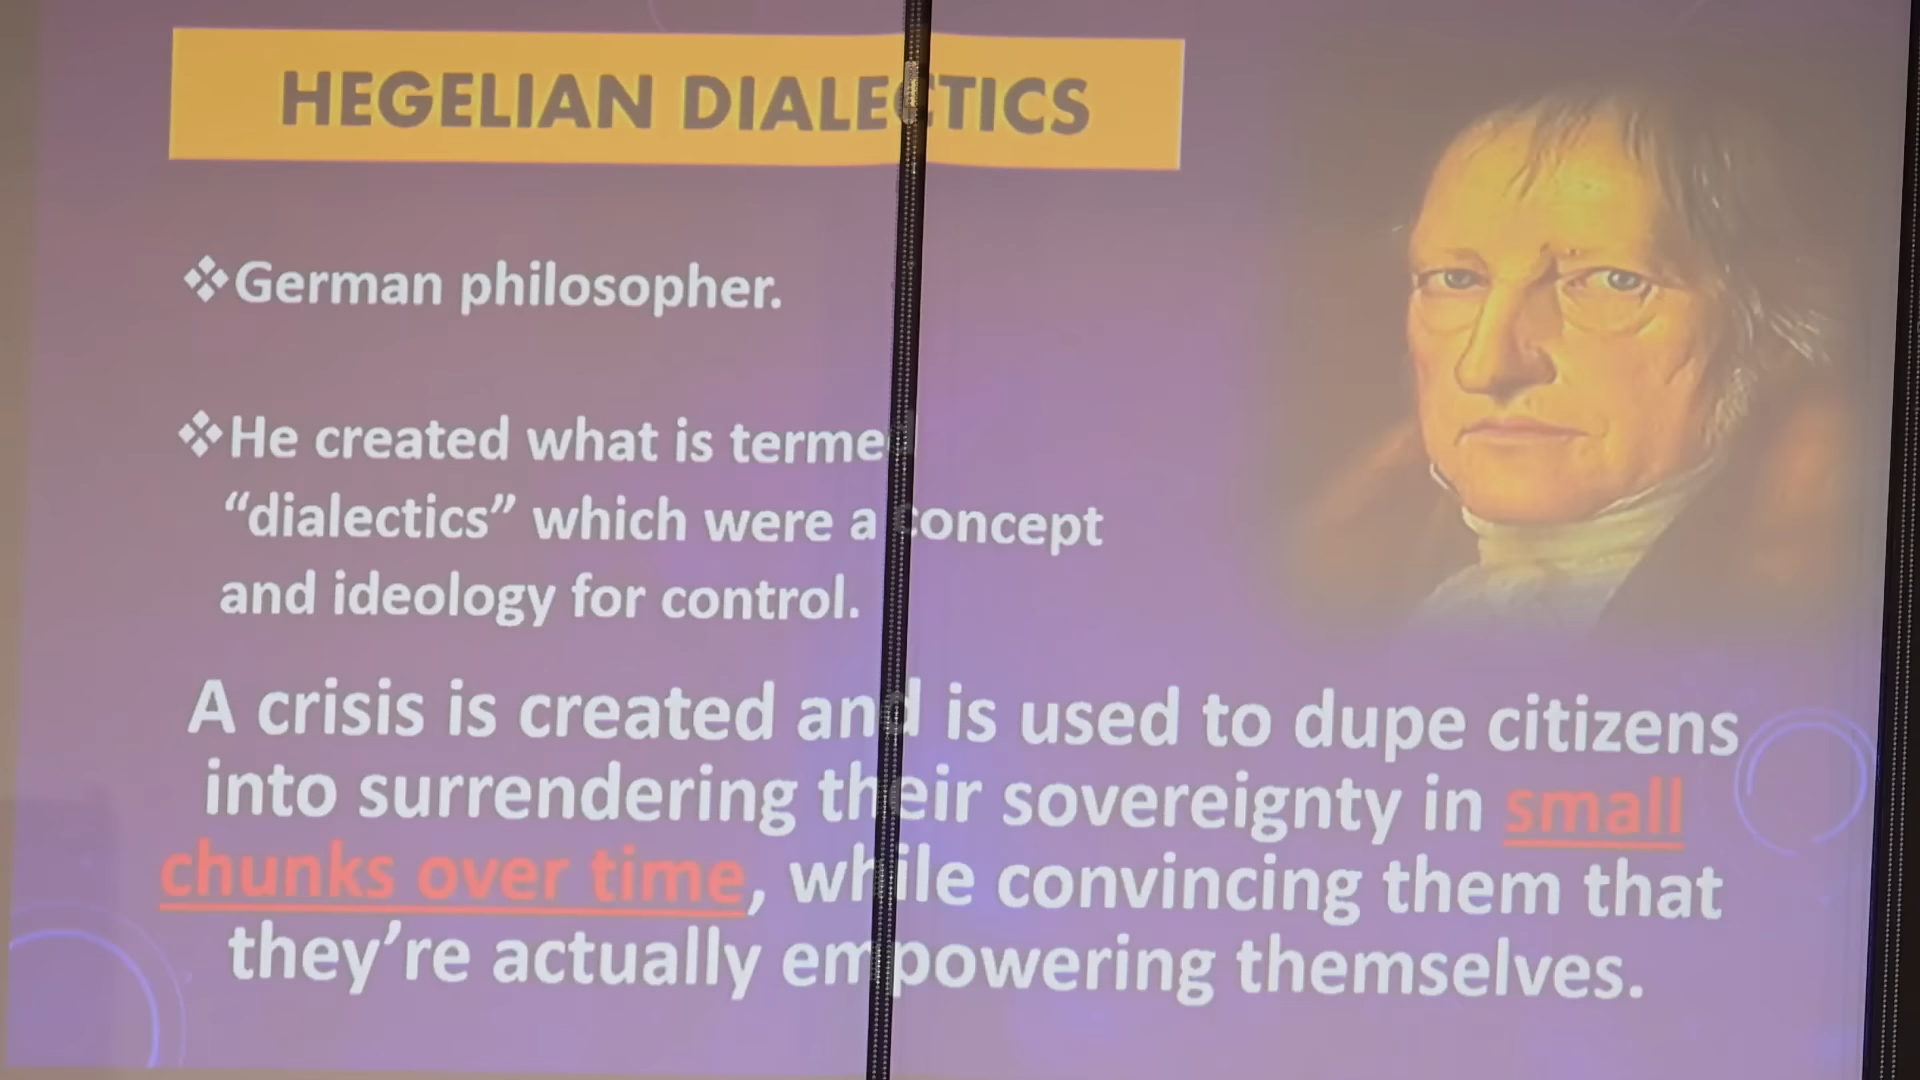 HEGELIAN DIALECTICS
❖German philosopher.
❖He created what is terme
“dialectics” which were a concept
and ideology for control.
A crisis is created and is used to dupe citizens
into surrendering their sovereignty in small
chunks over time, while convincing them that
they’re actually empowering themselves.